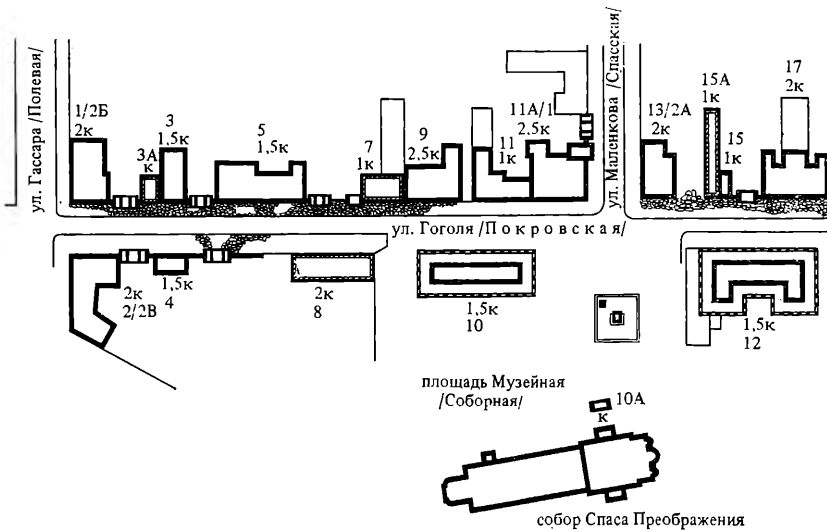 ул. Гассара /Полевая/
1/2Б
2к
3А
к
3
1,5к
5
1,5к
7
1к
9
2,5к
11
1к
11А/1
2,5к
ул. Маленкова /Спасская/
13/2А
2к
15А
1к
15
1к
17
2к
ул. Гоголя /Покровская/
2к
2/2В
1,5к
4
2к
8
1,5к
10
1,5к
12
площадь Музейная
/Соборная/
10А
к
собор Спаса Преображения